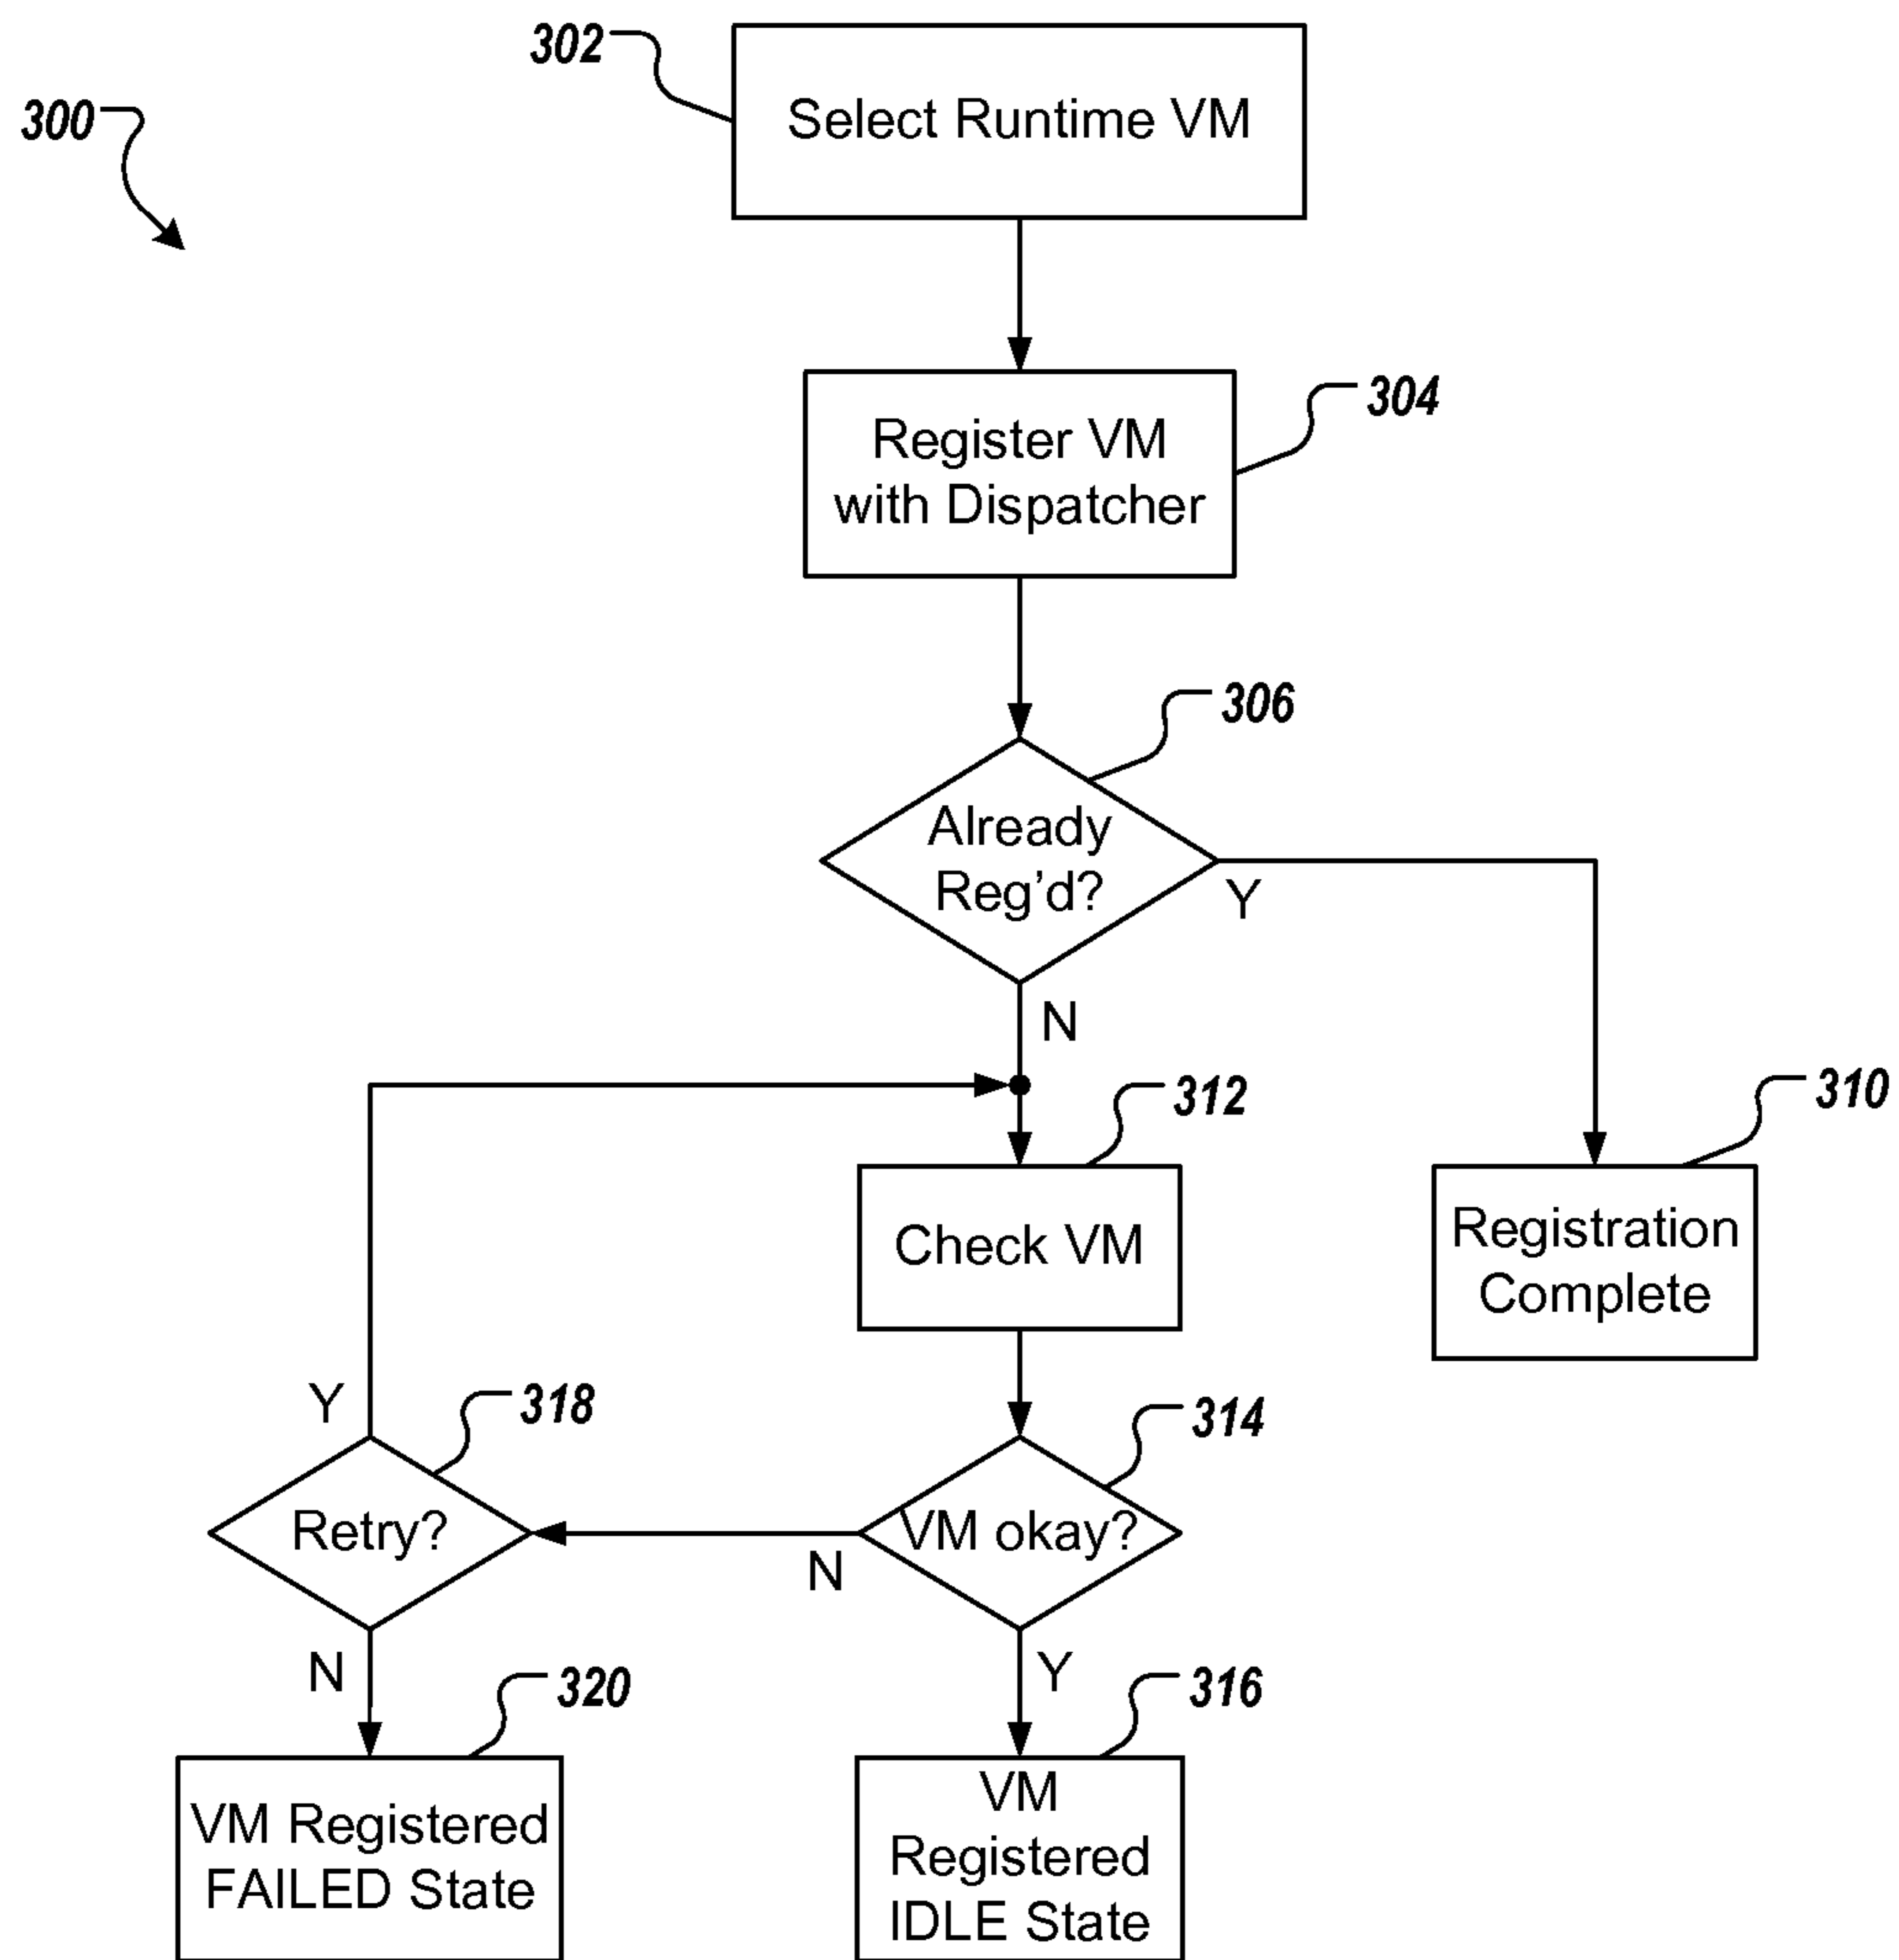 302
Select Runtime VM
300
304
Register VM
with Dispatcher
306
Already
Reg’d?
Y
N
312
310
Check VM
Registration
Complete
Y
318
314
Retry?
VM okay?
N
N
Y
320
316
VM Registered
FAILED State
VM
Registered
IDLE State